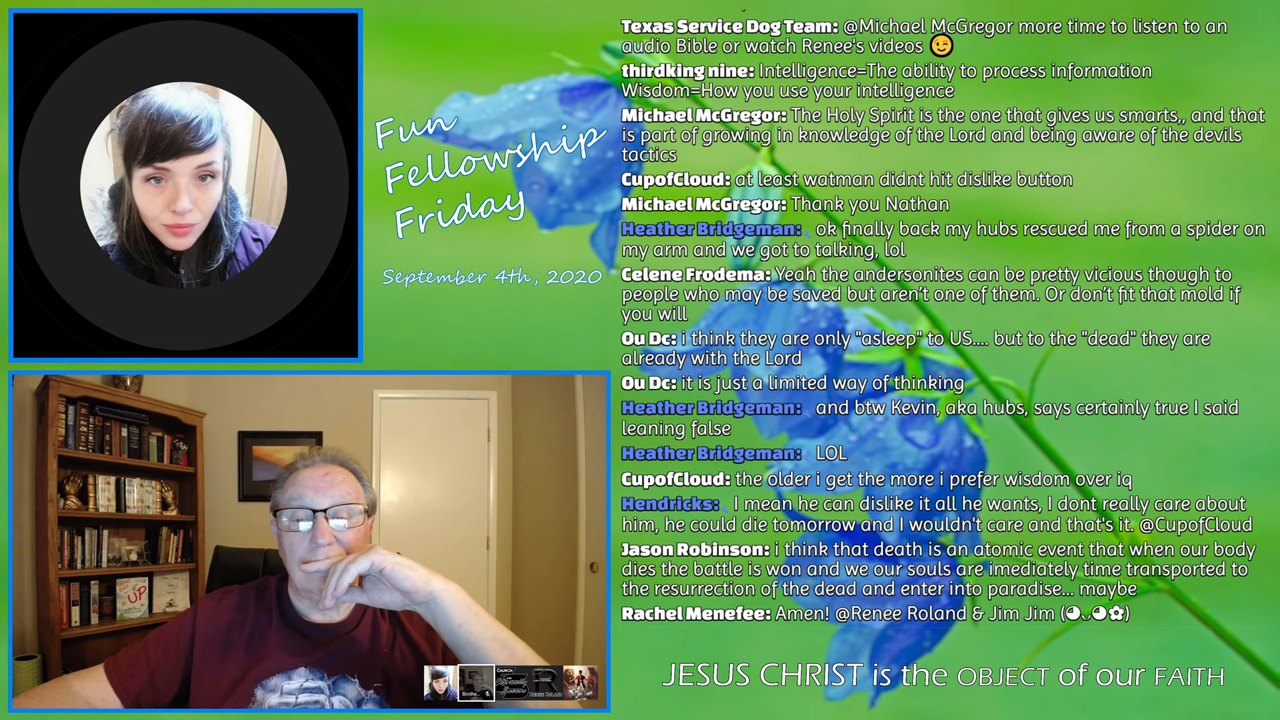 Fun
Fellowship
Friday
September 4th, 2020
Texas Service Dog Team: @Michael McGregor more time to listen to an
audio Bible or watch Renee's videos 😉
thirdking nine: Intelligence=The ability to process information
Wisdom=How you use your intelligence
Michael McGregor: The Holy Spirit is the one that gives us smarts,, and that
is part of growing in knowledge of the Lord and being aware of the devils
tactics
CupofCloud: at least watman didnt hit dislike button
Michael McGregor: Thank you Nathan
Heather Bridgeman: ok finally back my hubs rescued me from a spider on
my arm and we got to talking, lol
Celene Frodema: Yeah the andersonites can be pretty vicious though to
people who may be saved but aren't one of them. Or don't fit that mold if
you will
Ou Dc: i think they are only "asleep" to US.... but to the "dead" they are
already with the Lord
Ou Dc: it is just a limited way of thinking
Heather Bridgeman: and btw Kevin, aka hubs, says certainly true I said
leaning false
Heather Bridgeman: LOL
CupofCloud: the older i get the more i prefer wisdom over iq
Hendricks: I mean he can dislike it all he wants, I dont really care about
him, he could die tomorrow and I wouldn't care and that's it. @CupofCloud
Jason Robinson: i think that death is an atomic event that when our body
dies the battle is won and we our souls are imediately time transported to
the resurrection of the dead and enter into paradise... maybe
Rachel Menefee: Amen! @Renee Roland & Jim Jim (◕ᴗ◕✿)
UP
Brothe...
CHURCH
RENEE ROLAND
JESUS CHRIST is the OBJECT of our FAITH